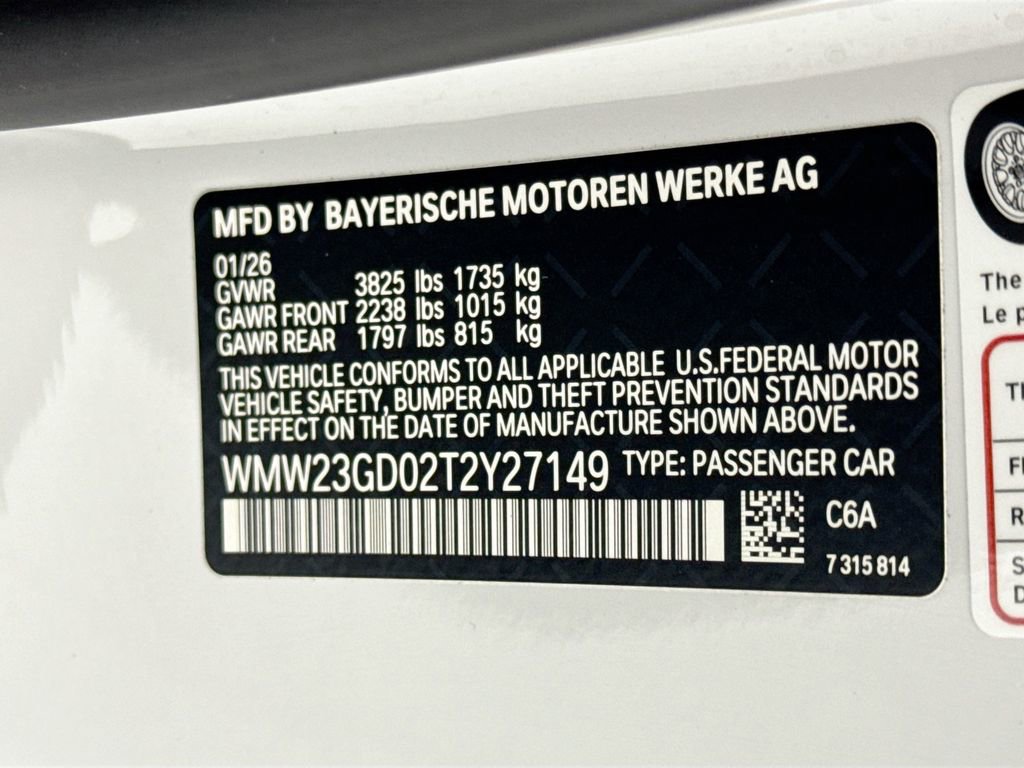 MFD BY BAYERISCHE MOTOREN WERKE AG
01/26
GVWR 3825 lbs 1735 kg
GAWR FRONT 2238 lbs 1015 kg
GAWR REAR 1797 lbs 815 kg
THIS VEHICLE CONFORMS TO ALL APPLICABLE U.S.FEDERAL MOTOR
VEHICLE SAFETY, BUMPER AND THEFT PREVENTION STANDARDS
IN EFFECT ON THE DATE OF MANUFACTURE SHOWN ABOVE.
WMW23GD02T2Y27149 TYPE: PASSENGER CAR
C6A
7 315 814
The
Le